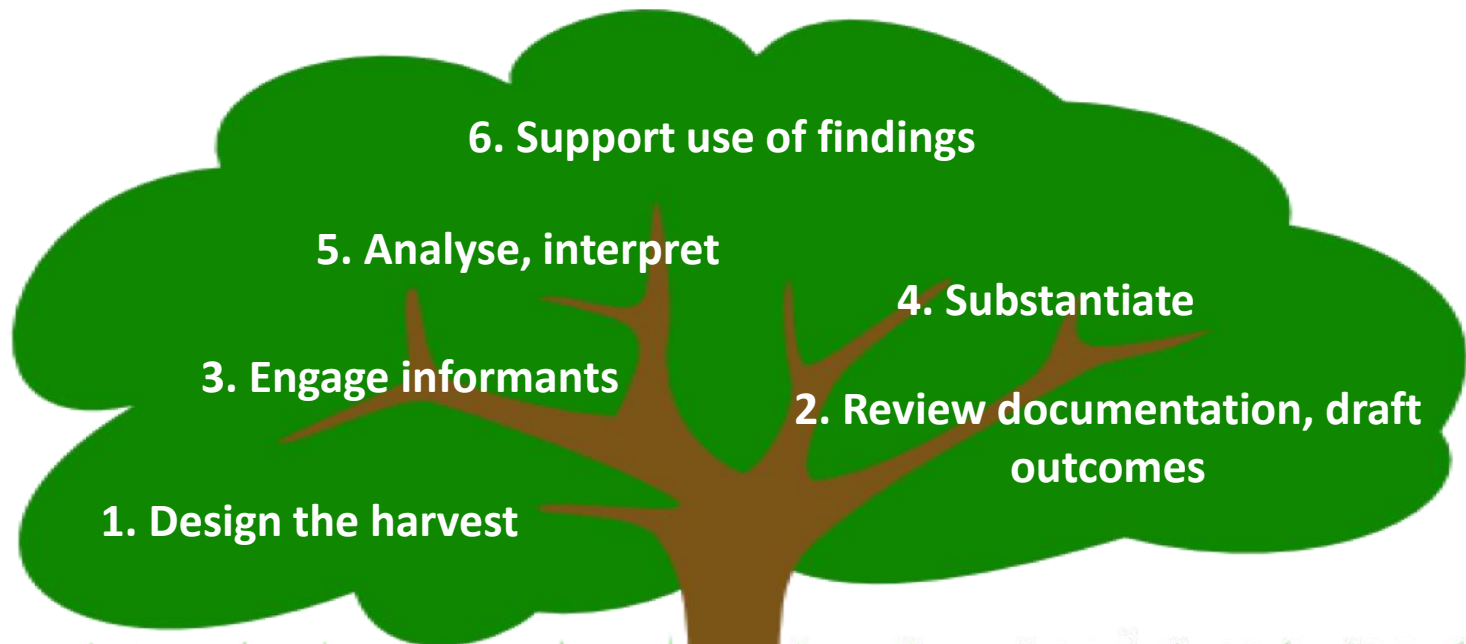 6. Support use of findings
5. Analyse, interpret
4. Substantiate
3. Engage informants
2. Review documentation, draft
outcomes
1. Design the harvest